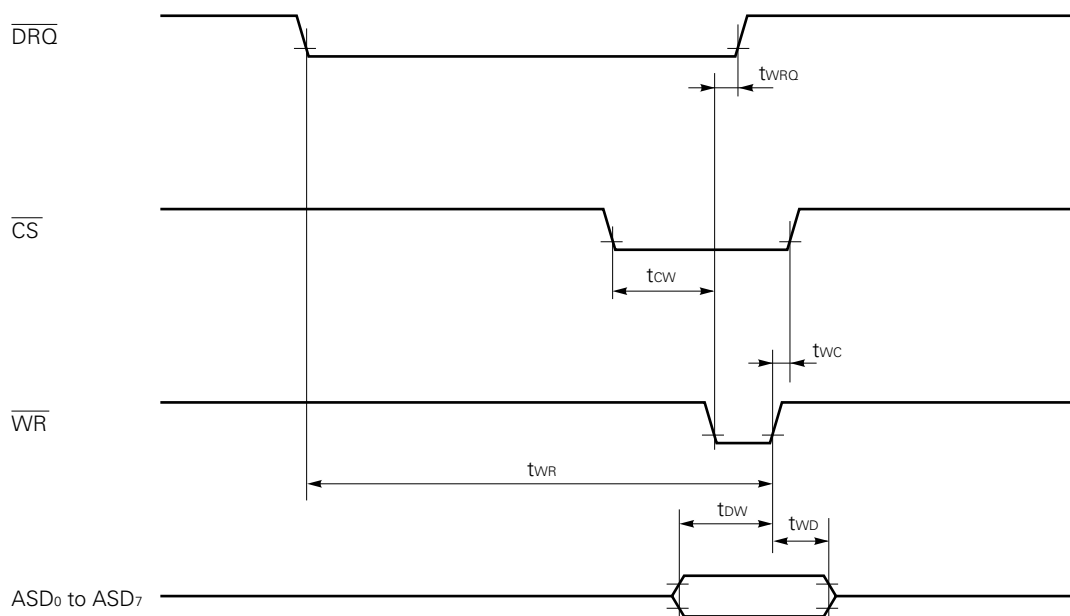 DRQ
tWRQ
CS
tCW
tWC
WR
tWR
tDW
tWD
ASD0 to ASD7